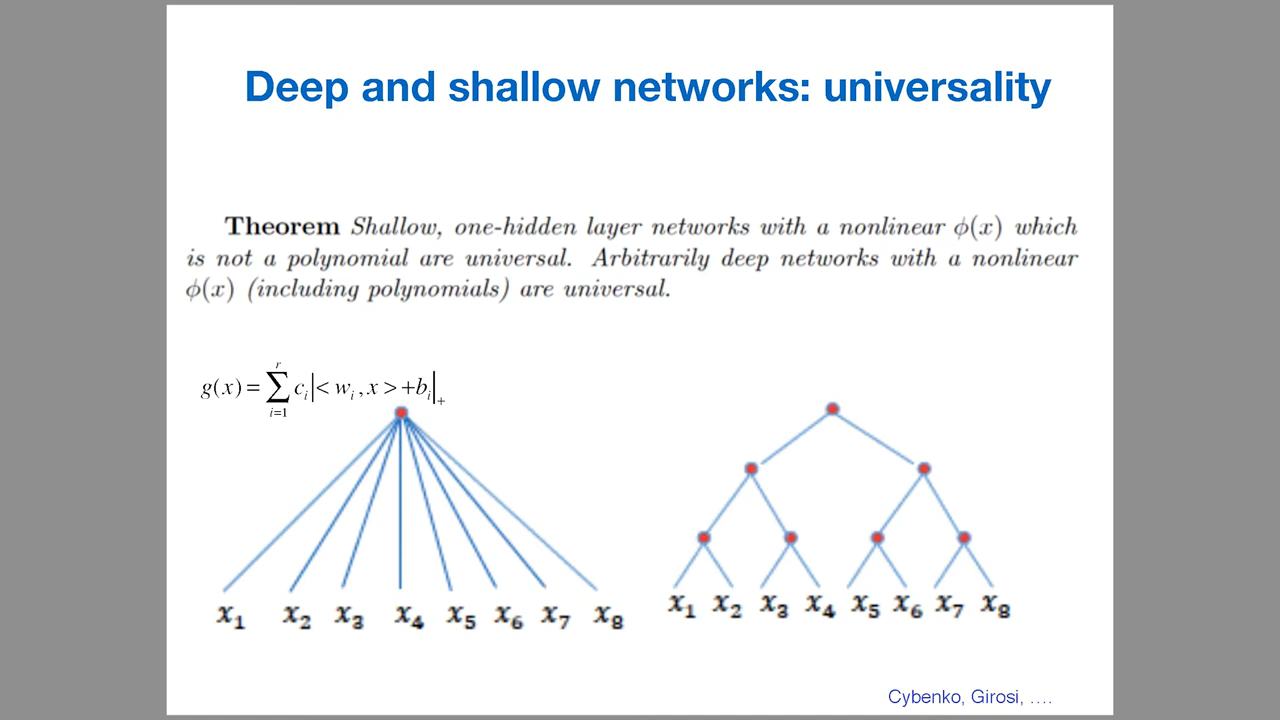 Deep and shallow networks: universality
Theorem Shallow, one-hidden layer networks with a nonlinear ϕ(x) which
is not a polynomial are universal. Arbitrarily deep networks with a nonlinear
ϕ(x) (including polynomials) are universal.
g(x) = ∑_{i=1}^{r} c_i |< w_i , x > +b_i|_+
x₁ x₂ x₃ x₄ x₅ x₆ x₇ x₈
x₁ x₂ x₃ x₄ x₅ x₆ x₇ x₈
Cybenko, Girosi, ....